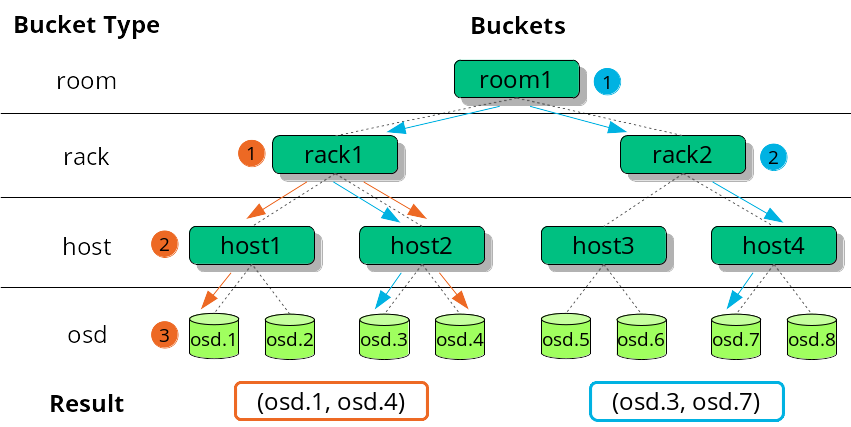 Bucket Type Buckets
room room1 1
rack 1 rack1 rack2 2
host 2 host1 host2 host3 host4
osd 3 osd.1 osd.2 osd.3 osd.4 osd.5 osd.6 osd.7 osd.8
Result (osd.1, osd.4) (osd.3, osd.7)